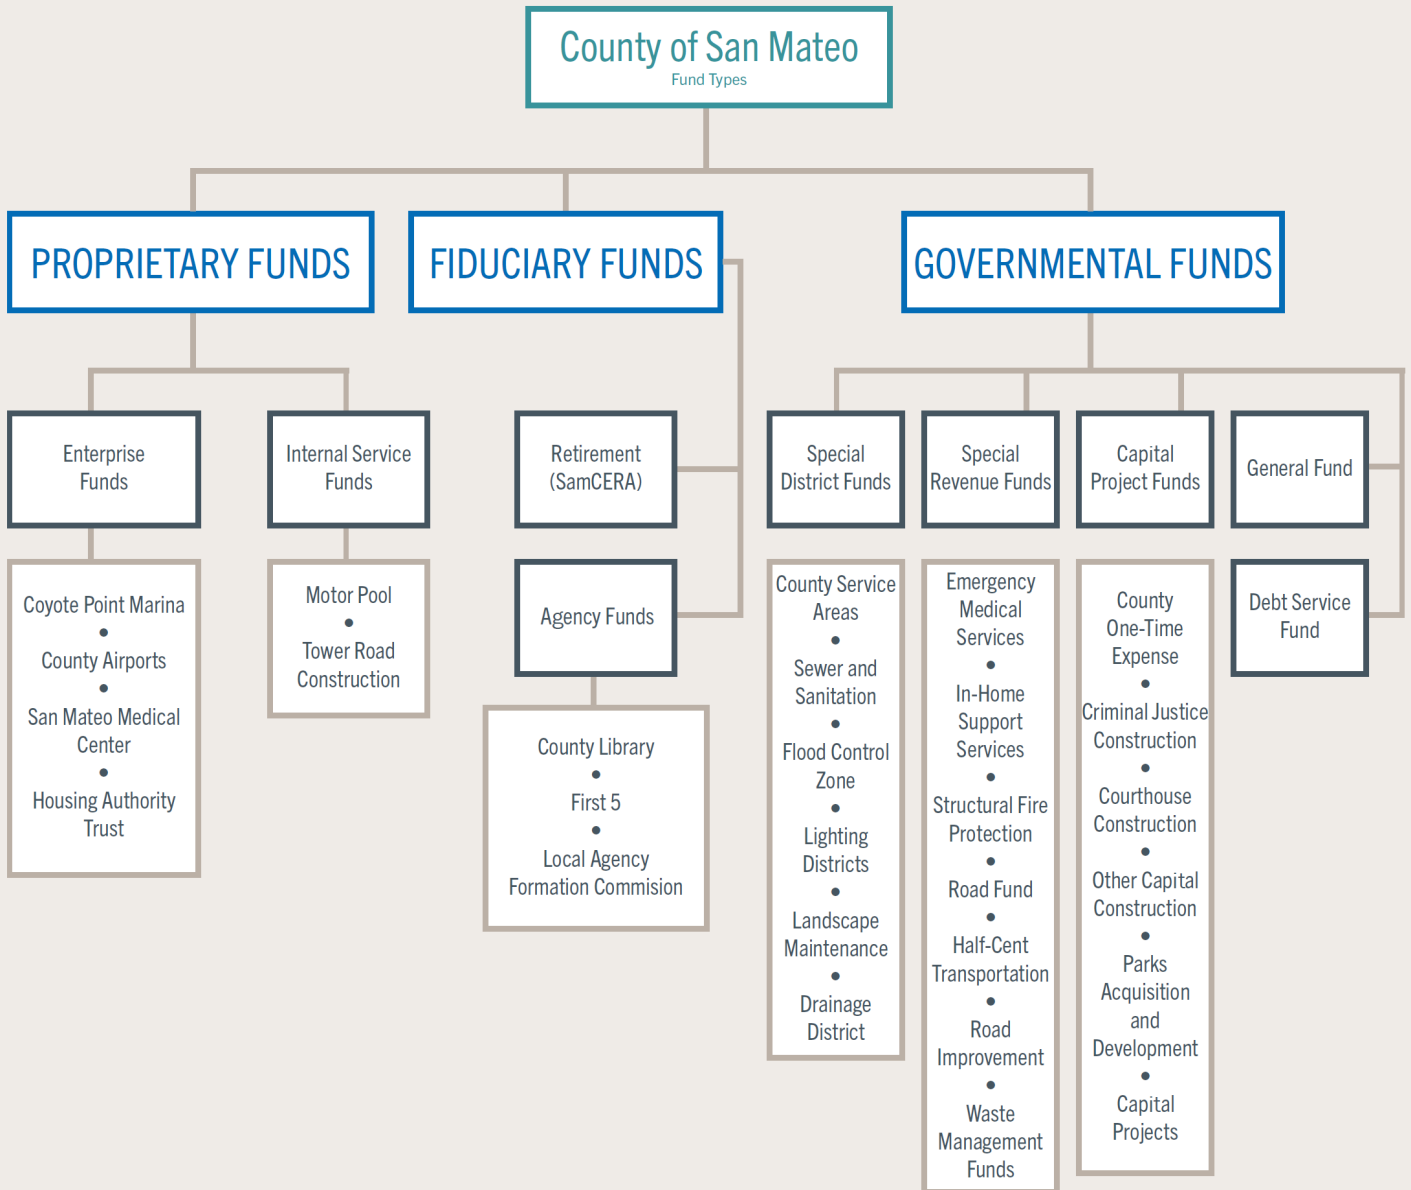 County of San Mateo
Fund Types
PROPRIETARY FUNDS
FIDUCIARY FUNDS
GOVERNMENTAL FUNDS
Enterprise
Funds
Internal Service
Funds
Retirement
(SamCERA)
Special
District Funds
Special
Revenue Funds
Capital
Project Funds
General Fund
Coyote Point Marina
•
County Airports
•
San Mateo Medical
Center
•
Housing Authority
Trust
Motor Pool
•
Tower Road
Construction
Agency Funds
County Library
•
First 5
•
Local Agency
Formation Commision
County Service
Areas
•
Sewer and
Sanitation
•
Flood Control
Zone
•
Lighting
Districts
•
Landscape
Maintenance
•
Drainage
District
Emergency
Medical
Services
•
In-Home
Support
Services
•
Structural Fire
Protection
•
Road Fund
•
Half-Cent
Transportation
•
Road
Improvement
•
Waste
Management
Funds
County
One-Time
Expense
•
Criminal Justice
Construction
•
Courthouse
Construction
•
Other Capital
Construction
•
Parks
Acquisition
and
Development
•
Capital
Projects
Debt Service
Fund